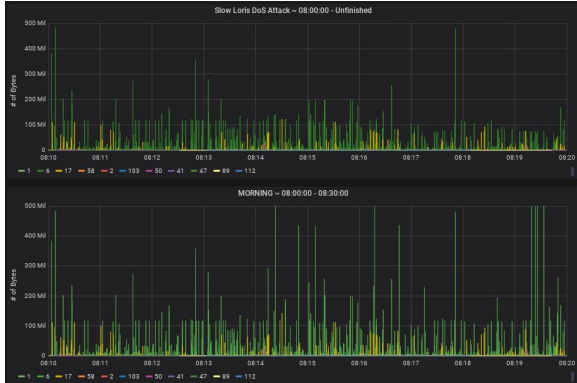 Slow Loris DoS Attack ~ 08:00:00 - Unfinished
500 Mil
400 Mil
300 Mil
200 Mil
100 Mil
0
# of Bytes
08:10 08:11 08:12 08:13 08:14 08:15 08:16 08:17 08:18 08:19 08:20
1 6 17 58 2 103 50 41 47 89 112
MORNING ~ 08:00:00 - 08:30:00
500 Mil
400 Mil
300 Mil
200 Mil
100 Mil
0
# of Bytes
08:10 08:11 08:12 08:13 08:14 08:15 08:16 08:17 08:18 08:19 08:20
1 6 17 58 2 103 50 41 47 89 112